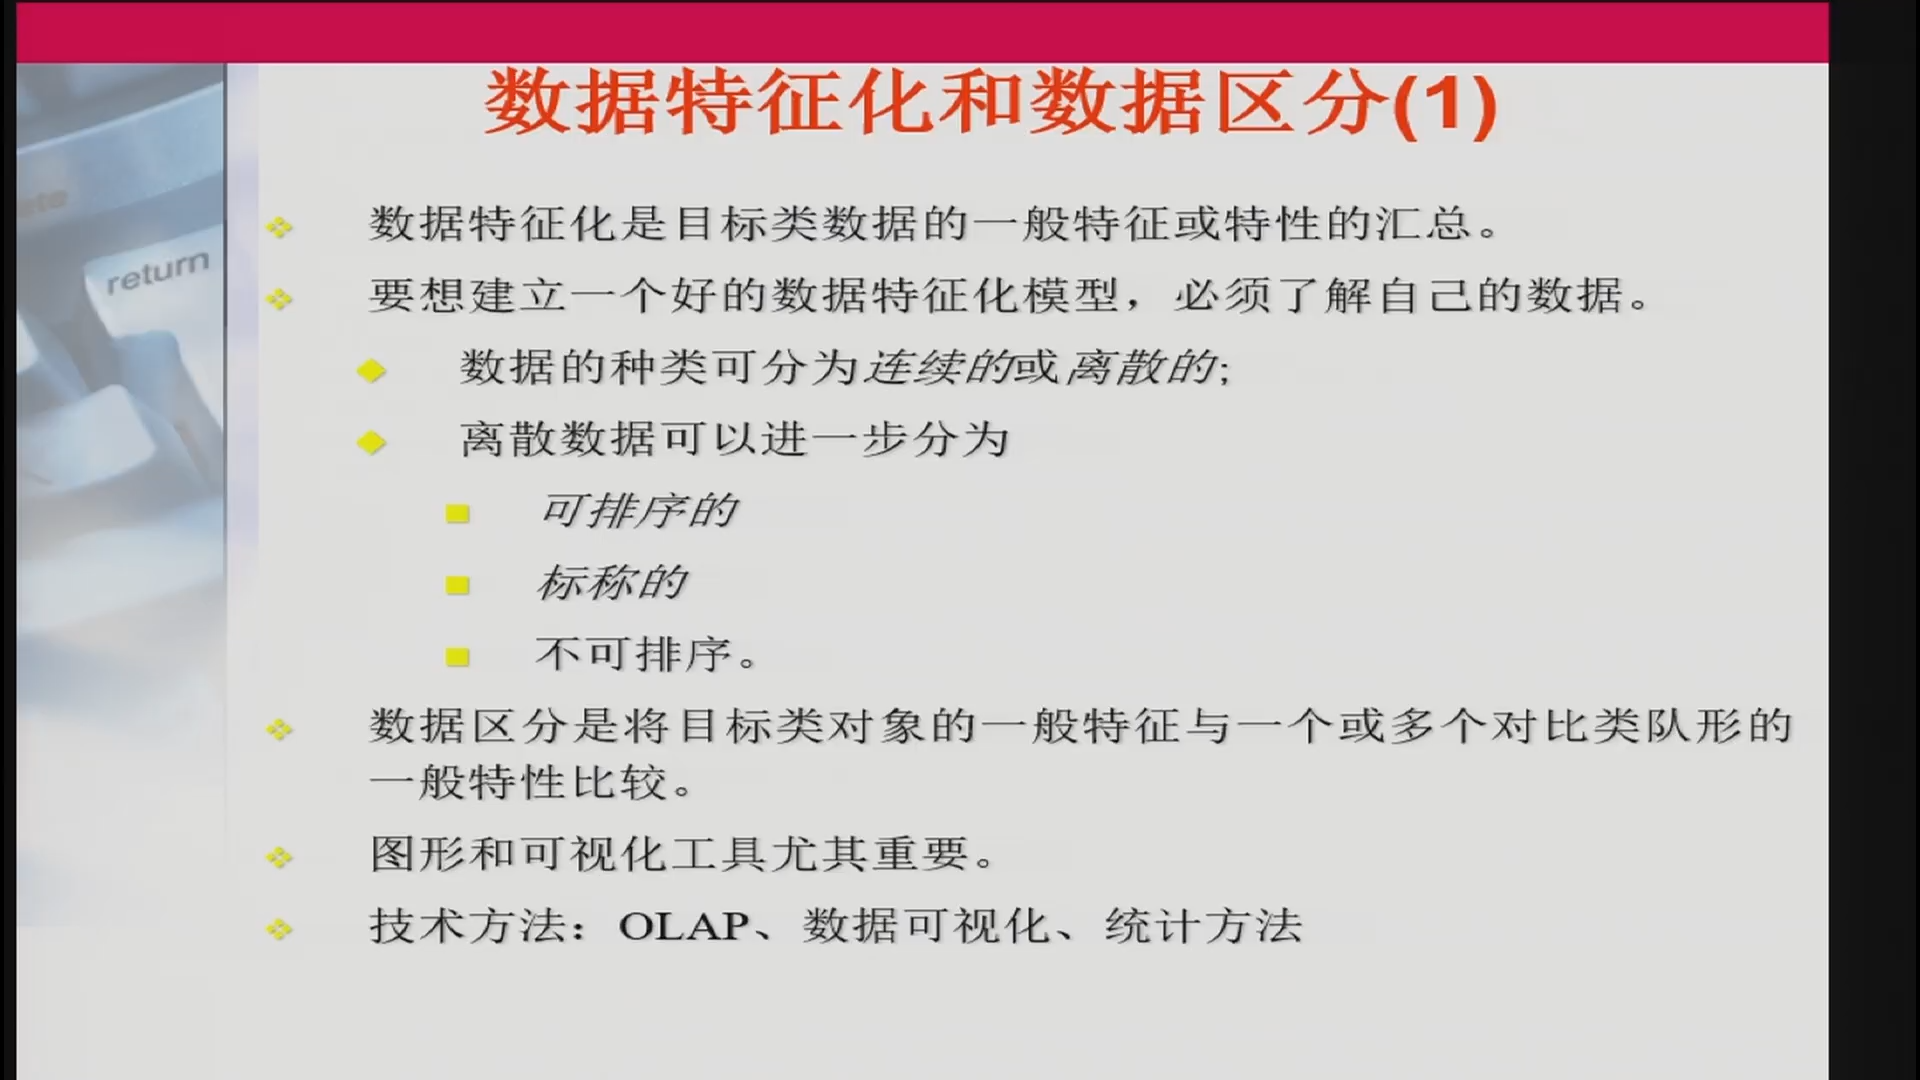 数据特征化和数据区分(1)
return
数据特征化是目标类数据的一般特征或特性的汇总。
要想建立一个好的数据特征化模型，必须了解自己的数据。
数据的种类可分为连续的或离散的;
离散数据可以进一步分为
可排序的
标称的
不可排序。
数据区分是将目标类对象的一般特征与一个或多个对比类队形的
一般特性比较。
图形和可视化工具尤其重要。
技术方法：OLAP、数据可视化、统计方法